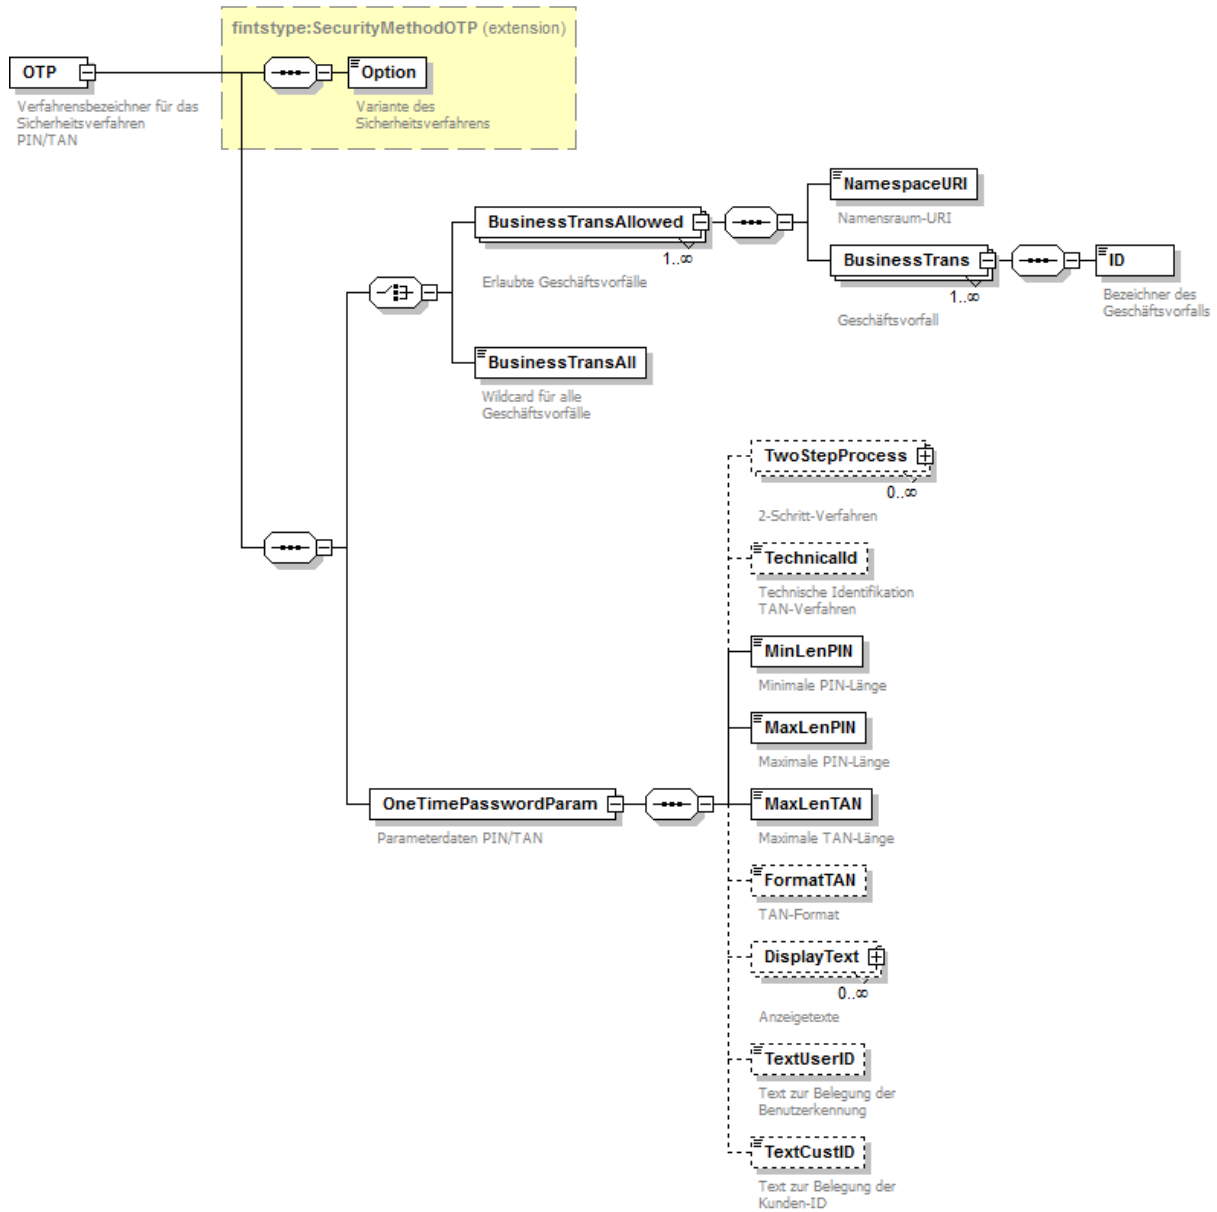 fintstype:SecurityMethodOTP (extension)
OTP
Verfahrensbezeichner für das
Sicherheitsverfahren
PIN/TAN
Option
Variante des
Sicherheitsverfahrens
BusinessTransAllowed
1..∞
Erlaubte Geschäftsvorfälle
NamespaceURI
Namensraum-URI
BusinessTrans
1..∞
Geschäftsvorfall
ID
Bezeichner des
Geschäftsvorfalls
BusinessTransAll
Wildcard für alle
Geschäftsvorfälle
OneTimePasswordParam
Parameterdaten PIN/TAN
TwoStepProcess
0..∞
2-Schritt-Verfahren
TechnicalId
Technische Identifikation
TAN-Verfahren
MinLenPIN
Minimale PIN-Länge
MaxLenPIN
Maximale PIN-Länge
MaxLenTAN
Maximale TAN-Länge
FormatTAN
TAN-Format
DisplayText
0..∞
Anzeigetexte
TextUserID
Text zur Belegung der
Benutzerkennung
TextCustID
Text zur Belegung der
Kunden-ID